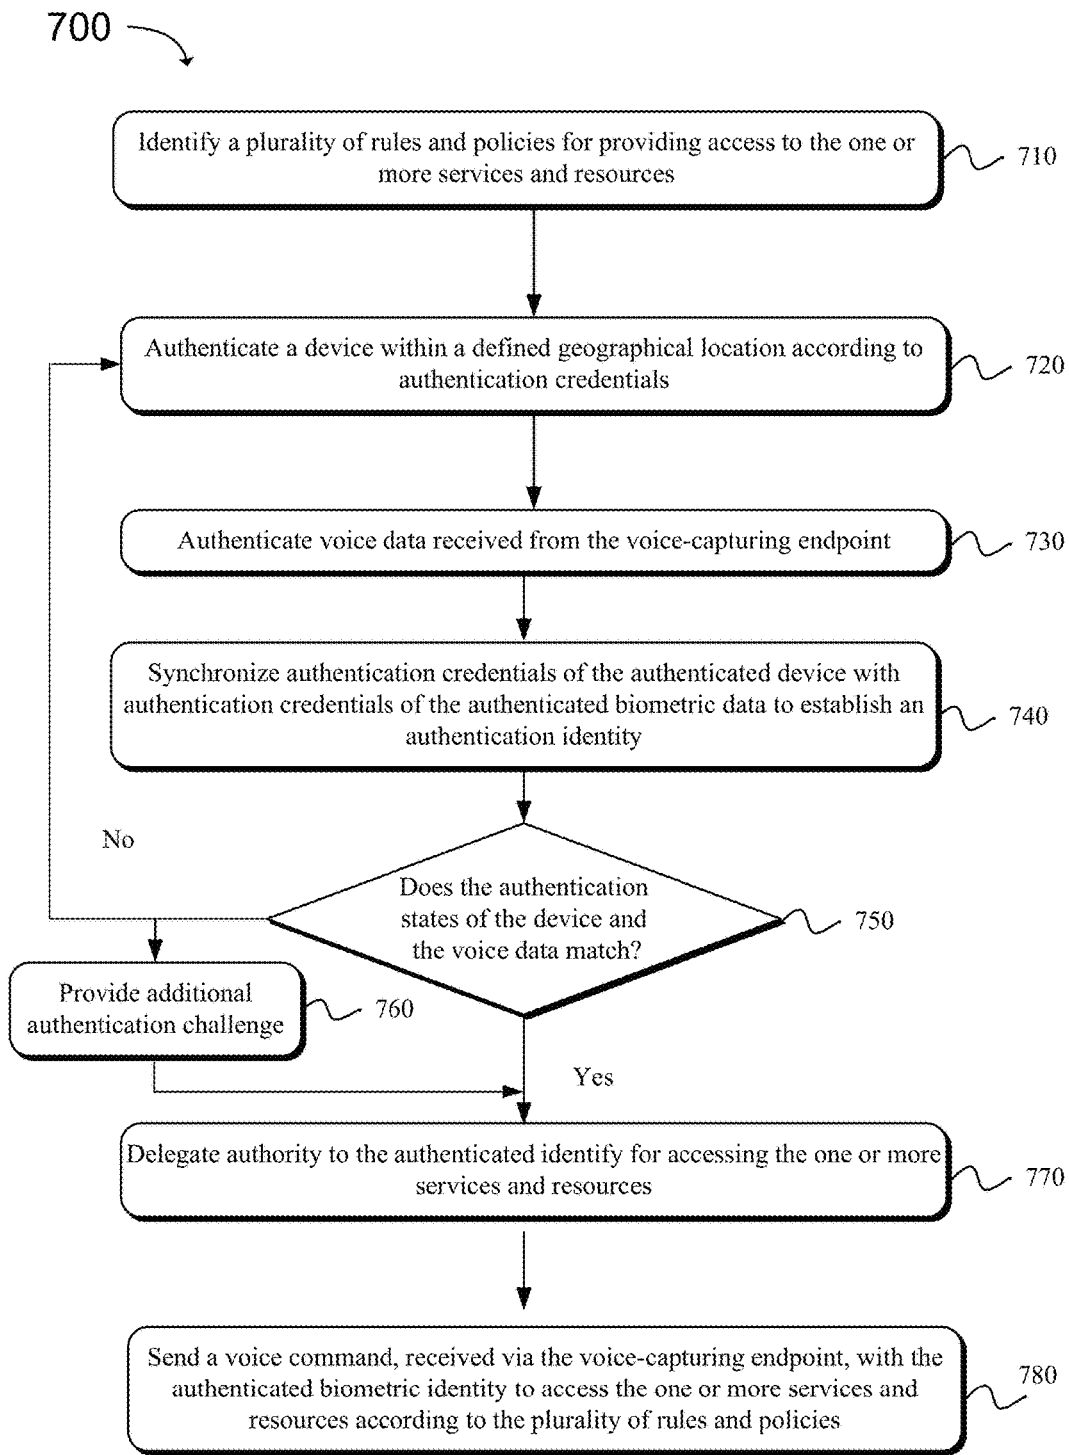 700
Identify a plurality of rules and policies for providing access to the one or
more services and resources
710
Authenticate a device within a defined geographical location according to
authentication credentials
720
Authenticate voice data received from the voice-capturing endpoint
730
Synchronize authentication credentials of the authenticated device with
authentication credentials of the authenticated biometric data to establish an
authentication identity
740
No
Does the authentication
states of the device and
the voice data match?
750
Provide additional
authentication challenge
760
Yes
Delegate authority to the authenticated identify for accessing the one or more
services and resources
770
Send a voice command, received via the voice-capturing endpoint, with the
authenticated biometric identity to access the one or more services and
resources according to the plurality of rules and policies
780